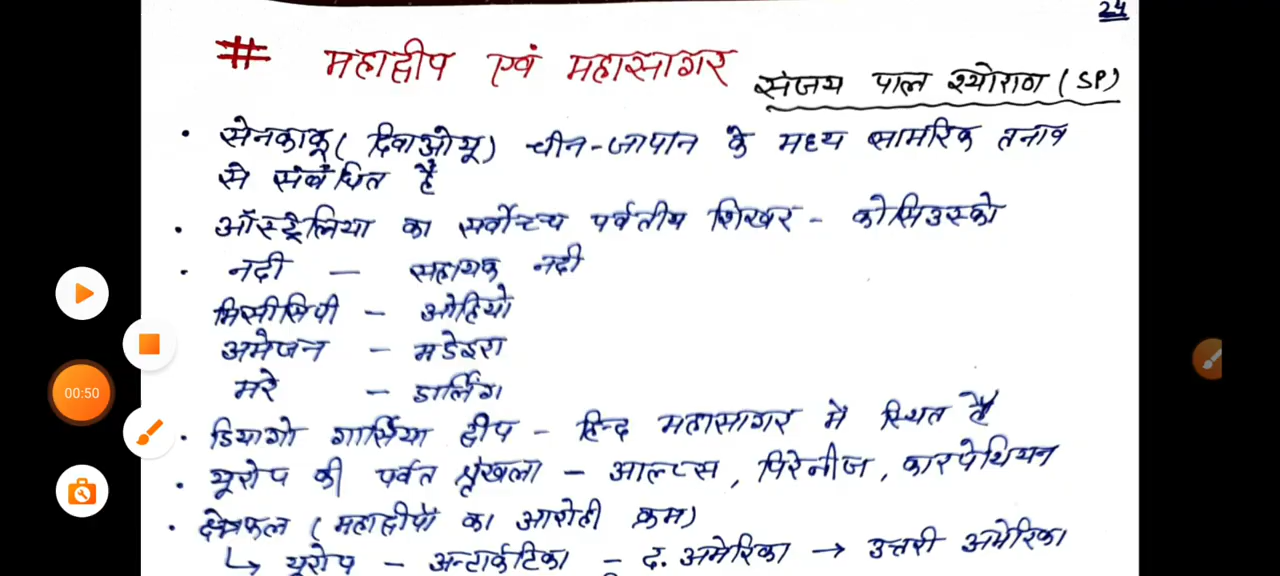 24
# महाद्वीप एवं महासागर
संजय पाल श्योराण (SP)
• सेनकाकू (दिवाओयू) चीन-जापान के मध्य सामरिक तनाव
से संबंधित है
• ऑस्ट्रेलिया का सर्वोच्च पर्वतीय शिखर - कोसिउस्को
• नदी — सहायक नदी
मिसीसिपी - ओहियो
अमेजन - मडेइरा
मरे - डार्लिंग
• डियागो गार्सिया द्वीप - हिन्द महासागर में स्थित है
• यूरोप की पर्वत श्रृंखला - आल्प्स, पिरेनीज, कारपेथियन
• क्षेत्रफल (महाद्वीपों का आरोही क्रम)
↳ यूरोप - अन्टार्कटिका - द. अमेरिका → उत्तरी अमेरिका
00:50